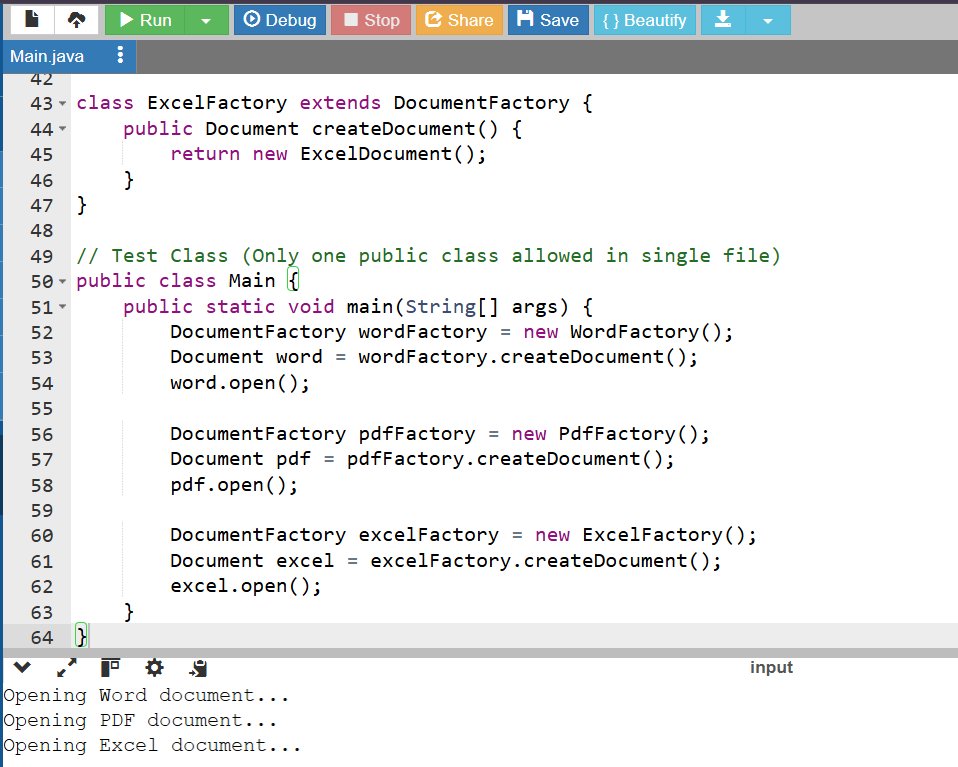 Run Debug Stop Share Save { } Beautify
Main.java
42
43 class ExcelFactory extends DocumentFactory {
44     public Document createDocument() {
45         return new ExcelDocument();
46     }
47 }
48
49 // Test Class (Only one public class allowed in single file)
50 public class Main {
51     public static void main(String[] args) {
52         DocumentFactory wordFactory = new WordFactory();
53         Document word = wordFactory.createDocument();
54         word.open();
55
56         DocumentFactory pdfFactory = new PdfFactory();
57         Document pdf = pdfFactory.createDocument();
58         pdf.open();
59
60         DocumentFactory excelFactory = new ExcelFactory();
61         Document excel = excelFactory.createDocument();
62         excel.open();
63     }
64 }
input
Opening Word document...
Opening PDF document...
Opening Excel document...